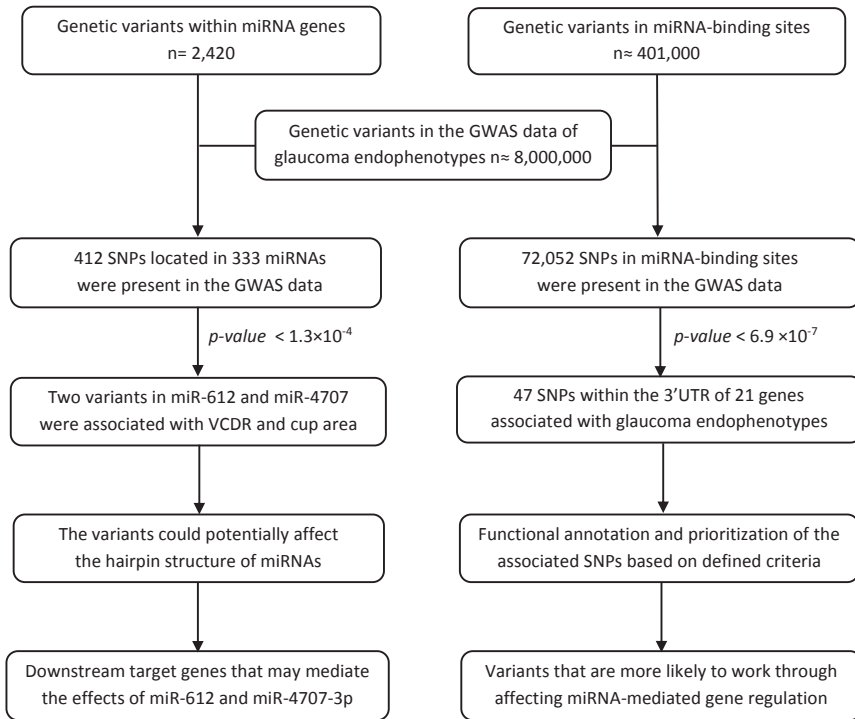 Genetic variants within miRNA genes
n= 2,420
Genetic variants in miRNA-binding sites
n≈ 401,000
Genetic variants in the GWAS data of
glaucoma endophenotypes n≈ 8,000,000
412 SNPs located in 333 miRNAs
were present in the GWAS data
72,052 SNPs in miRNA-binding sites
were present in the GWAS data
p-value < 1.3×10⁻⁴
p-value < 6.9 ×10⁻⁷
Two variants in miR-612 and miR-4707
were associated with VCDR and cup area
47 SNPs within the 3’UTR of 21 genes
associated with glaucoma endophenotypes
The variants could potentially affect
the hairpin structure of miRNAs
Functional annotation and prioritization of the
associated SNPs based on defined criteria
Downstream target genes that may mediate
the effects of miR-612 and miR-4707-3p
Variants that are more likely to work through
affecting miRNA-mediated gene regulation